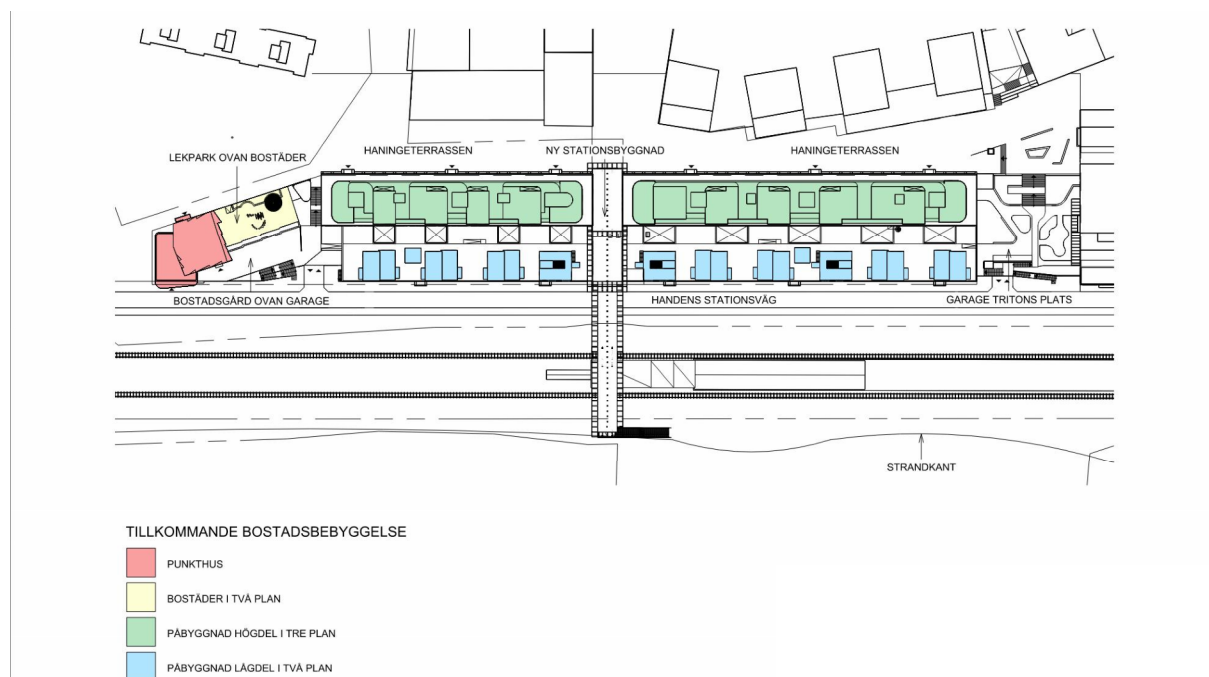 LEKPARK OVAN BOSTÄDER
HANINGETERRASSEN
NY STATIONSBYGGNAD
HANINGETERRASSEN
BOSTADSGÅRD OVAN GARAGE
HANDENS STATIONSVÄG
GARAGE TRITONS PLATS
STRANDKANT
TILLKOMMANDE BOSTADSBEBYGGELSE
PUNKTHUS
BOSTÄDER I TVÅ PLAN
PÅBYGGNAD HÖGDEL I TRE PLAN
PÅBYGGNAD LÅGDEL I TVÅ PLAN